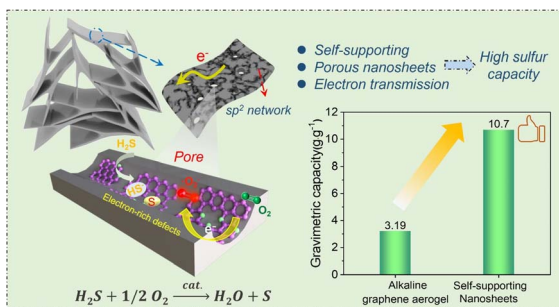 e⁻
sp² network
• Self-supporting
• Porous nanosheets
• Electron transmission
High sulfur
capacity
H₂S
Pore
HS⁻
S
O₂
e⁻
Electron-rich defects
H₂S + 1/2 O₂ cat. → H₂O + S
Gravimetric capacity(g·g⁻¹)
12
10
8
6
4
2
0
3.19
10.7
Alkaline
graphene aerogel
Self-supporting
Nanosheets